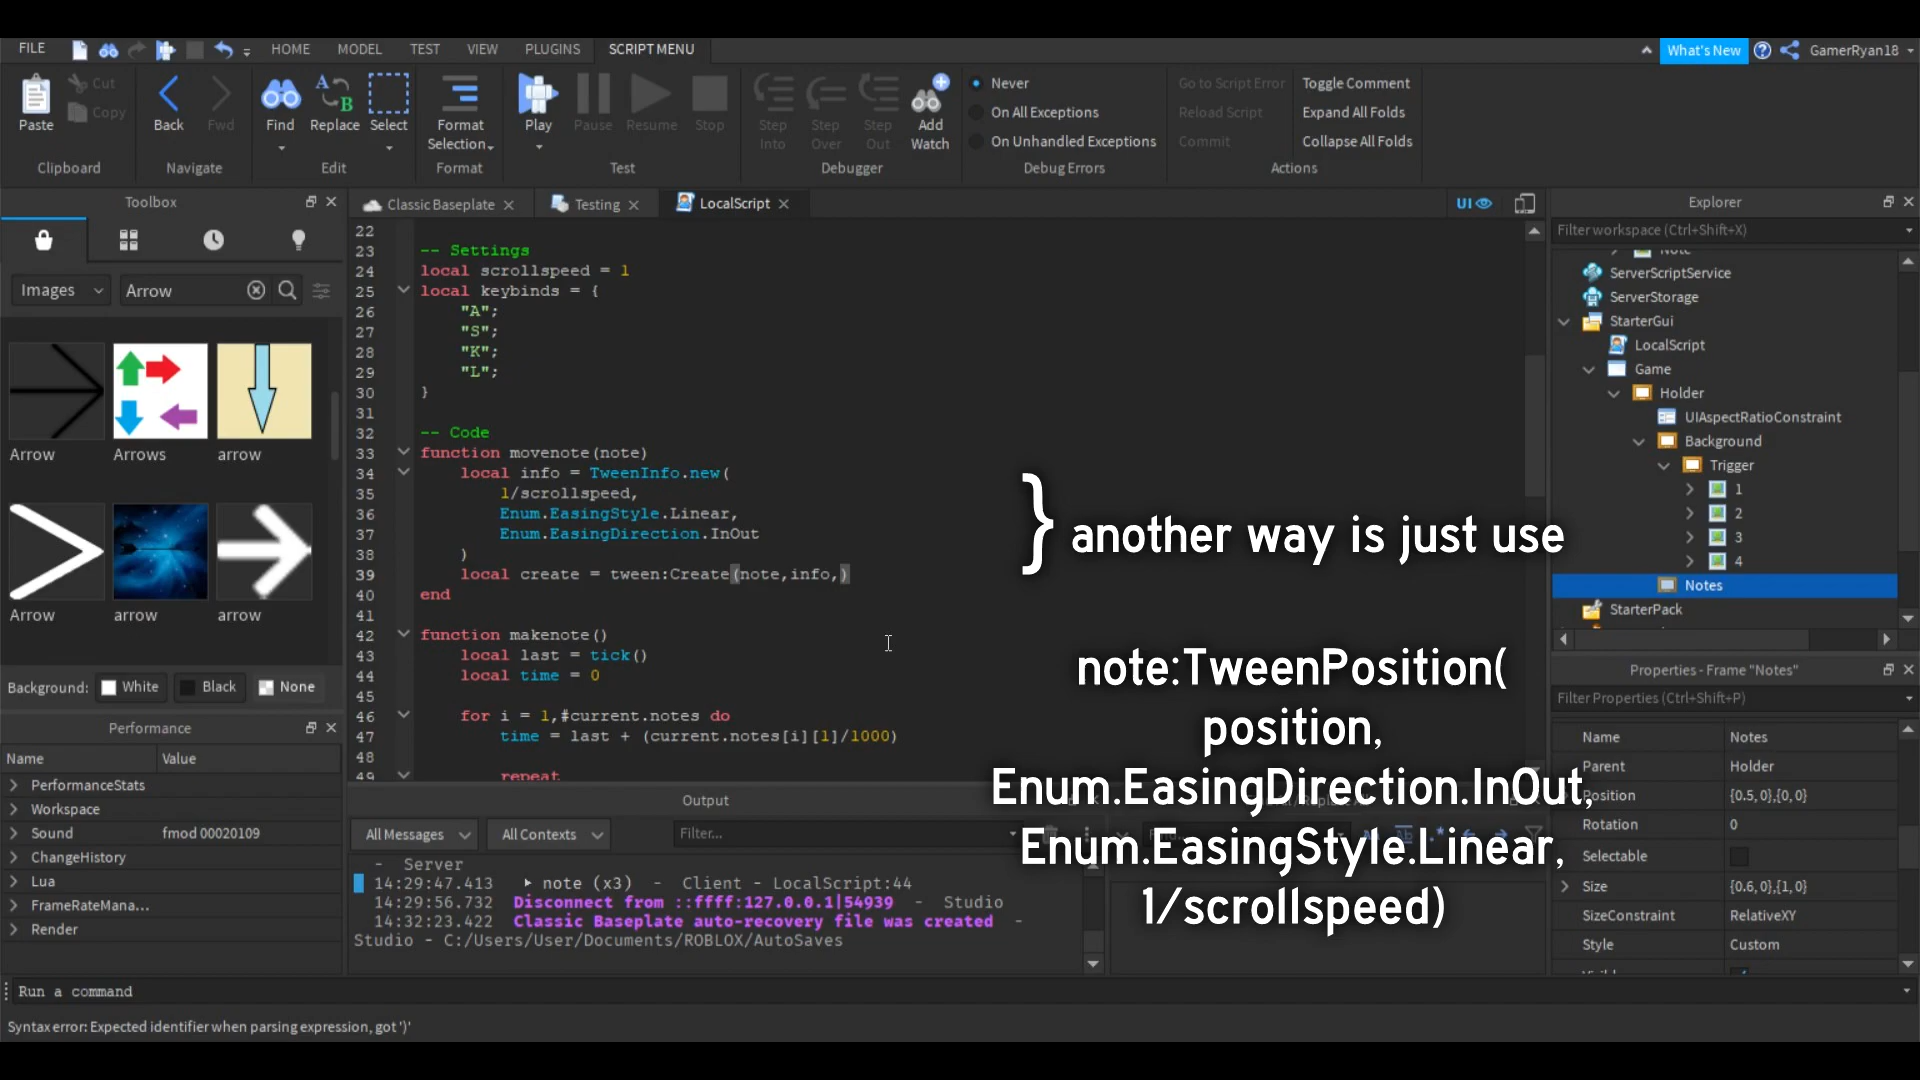 FILE
HOME
MODEL
TEST
VIEW
PLUGINS
SCRIPT MENU
What's New
GamerRyan18
Paste
Cut
Copy
Clipboard
Back
Fwd
Navigate
Find
Replace
Select
Edit
Format
Selection
Format
Play
Pause
Resume
Stop
Test
Step
Into
Step
Over
Step
Out
Add
Watch
Debugger
Never
On All Exceptions
On Unhandled Exceptions
Debug Errors
Go to Script Error
Reload Script
Commit
Toggle Comment
Expand All Folds
Collapse All Folds
Actions
Toolbox
Images
Arrow
Arrow
Arrows
arrow
Arrow
arrow
arrow
Background:
White
Black
None
Performance
Name Value
PerformanceStats
Workspace
Sound fmod 00020109
ChangeHistory
Lua
FrameRateMana...
Render
Classic Baseplate
Testing
LocalScript
UI
22
23 -- Settings
24 local scrollspeed = 1
25 local keybinds = {
26 "A";
27 "S";
28 "K";
29 "L";
30 }
31
32 -- Code
33 function movenote(note)
34 local info = TweenInfo.new(
35 1/scrollspeed,
36 Enum.EasingStyle.Linear,
37 Enum.EasingDirection.InOut
38 )
39 local create = tween:Create(note,info,)
40 end
41
42 function makenote()
43 local last = tick()
44 local time = 0
45
46 for i = 1,#current.notes do
47 time = last + (current.notes[i][1]/1000)
48
49 repeat
} another way is just use
note:TweenPosition(
position,
Enum.EasingDirection.InOut,
Enum.EasingStyle.Linear,
1/scrollspeed)
Output
All Messages
All Contexts
Filter...
- Server
14:29:47.413 note (x3) - Client - LocalScript:44
14:29:56.732 Disconnect from ::ffff:127.0.0.1|54939 - Studio
14:32:23.422 Classic Baseplate auto-recovery file was created -
Studio - C:/Users/User/Documents/ROBLOX/AutoSaves
Explorer
Filter workspace (Ctrl+Shift+X)
ServerScriptService
ServerStorage
StarterGui
LocalScript
Game
Holder
UIAspectRatioConstraint
Background
Trigger
1
2
3
4
Notes
StarterPack
Properties - Frame "Notes"
Filter Properties (Ctrl+Shift+P)
Name Notes
Parent Holder
Position {0.5, 0},{0, 0}
Rotation 0
Selectable
Size {0.6, 0},{1, 0}
SizeConstraint RelativeXY
Style Custom
Run a command
Syntax error: Expected identifier when parsing expression, got ')'